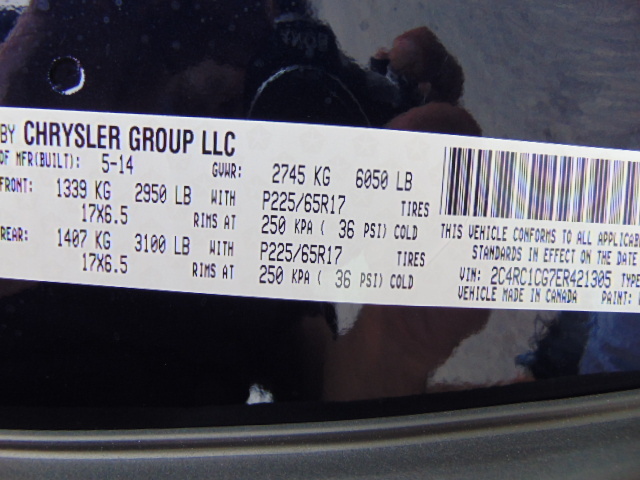 BY CHRYSLER GROUP LLC
OF MFR(BUILT): 5-14 GVWR: 2745 KG 6050 LB
FRONT: 1339 KG 2950 LB WITH P225/65R17 TIRES
17X6.5 RIMS AT 250 KPA ( 36 PSI) COLD
REAR: 1407 KG 3100 LB WITH P225/65R17 TIRES
17X6.5 RIMS AT 250 KPA ( 36 PSI) COLD
THIS VEHICLE CONFORMS TO ALL
STANDARDS IN EFFECT ON THE DATE
VIN: 2C4RC1CG7ER421305 TYPE
VEHICLE MADE IN CANADA PAINT: